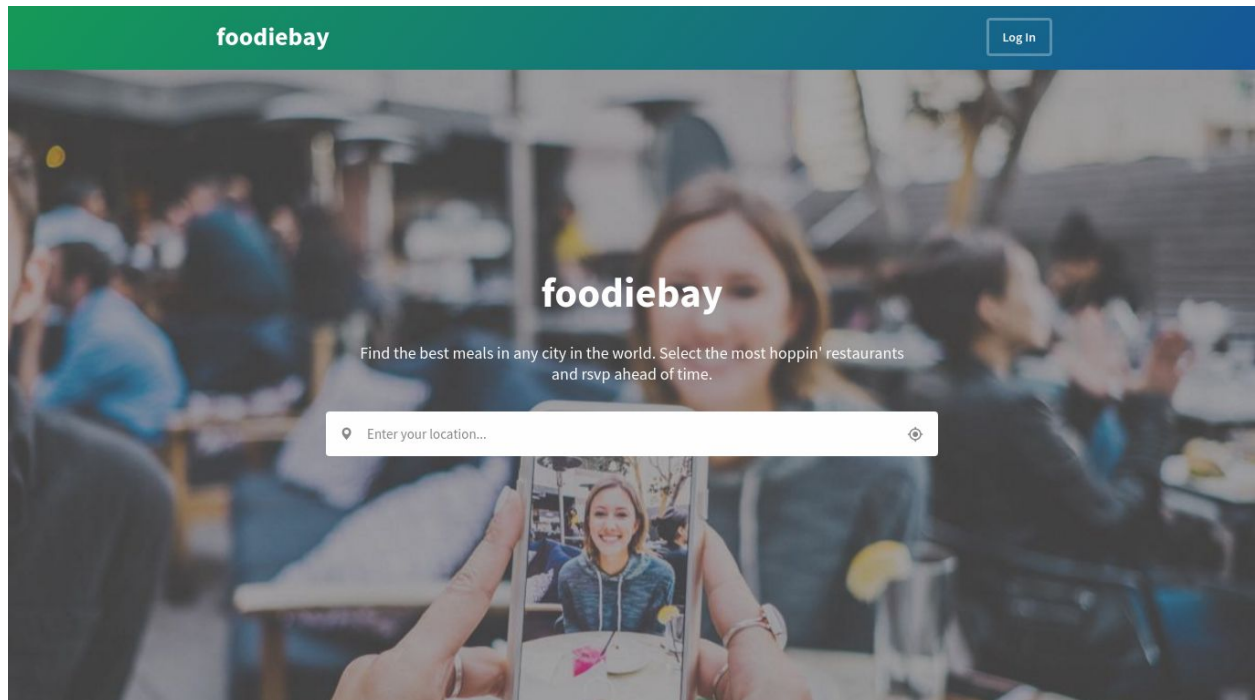 foodiebay
Log In
foodiebay
Find the best meals in any city in the world. Select the most hoppin' restaurants
and rsvp ahead of time.
Enter your location...